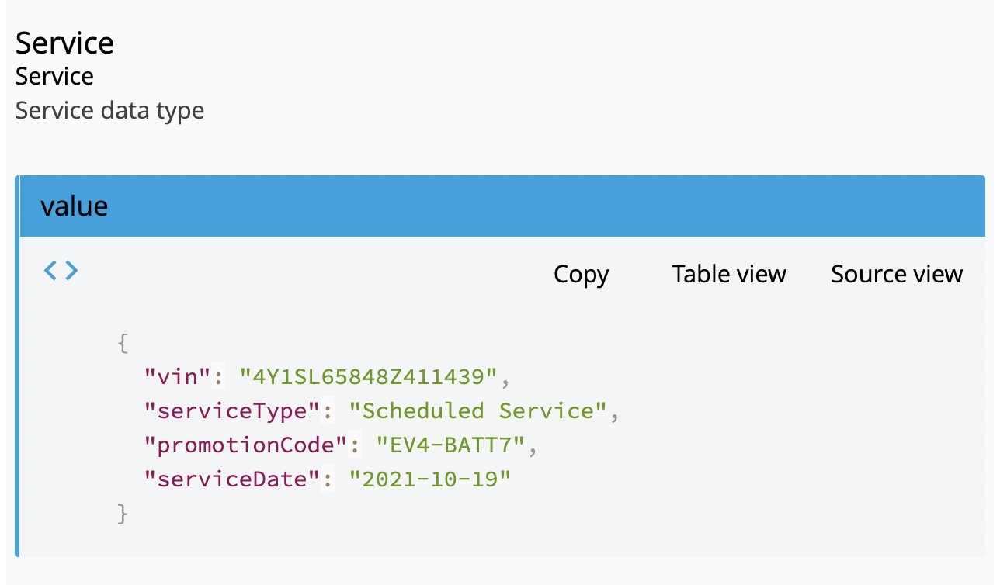 Service
Service
Service data type
value
<> Copy Table view Source view
{
"vin": "4Y1SL65848Z411439",
"serviceType": "Scheduled Service",
"promotionCode": "EV4-BATT7",
"serviceDate": "2021-10-19"
}